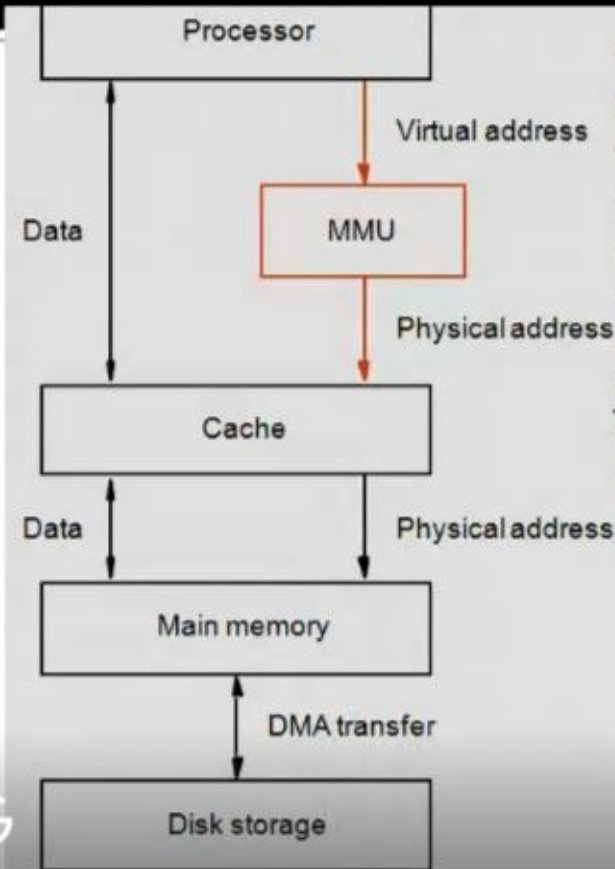 Processor
Virtual address
Data
MMU
Physical address
Cache
Data
Physical address
Main memory
DMA transfer
Disk storage